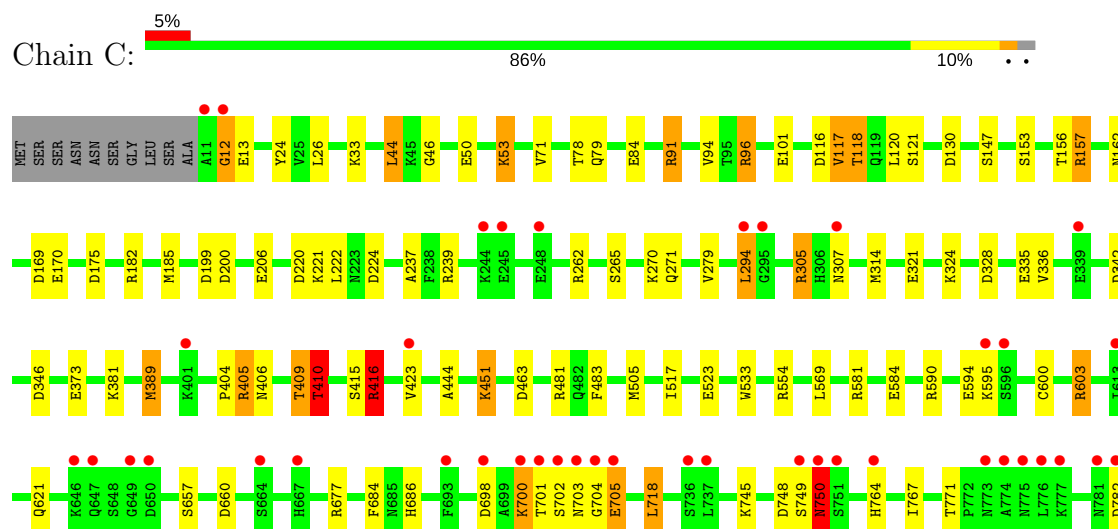 5%
Chain C:
86% 10% • •
MET SER SER ASN ASN SER GLY LEU SER ALA A11 G12 E13 Y24 V25 L26 K33 L44 K45 G46 E50 K53 V71 T78 Q79 E84 R91 V94 T95 R96 E101 D116 V117 T118 Q119 L120 S121 D130 S147 S153 T156 R157 N162
D169 E170 D175 R182 M185 D199 D200 E206 D220 K221 L222 N223 D224 A237 F238 R239 K244 E245 E248 R262 S265 K270 Q271 V279 L294 G295 R305 H306 N307 M314 E321 K324 D328 E335 V336 E339 D342
D346 E373 K381 M389 K401 P404 R405 N406 T409 T410 S415 R416 V423 A444 K451 D463 R481 Q482 F483 M505 I517 E523 W533 R554 L569 R581 E584 R590 E594 K595 S596 C600 R603 I613
Q621 K646 Q647 S648 G649 D650 S657 D660 S664 H667 R677 F684 N685 H686 F693 D698 A699 K700 T701 S702 N703 G704 E705 L718 S736 L737 K745 D748 S749 N750 S751 H764 I767 T771 P772 N773 A774 N775 L776 K777 N781